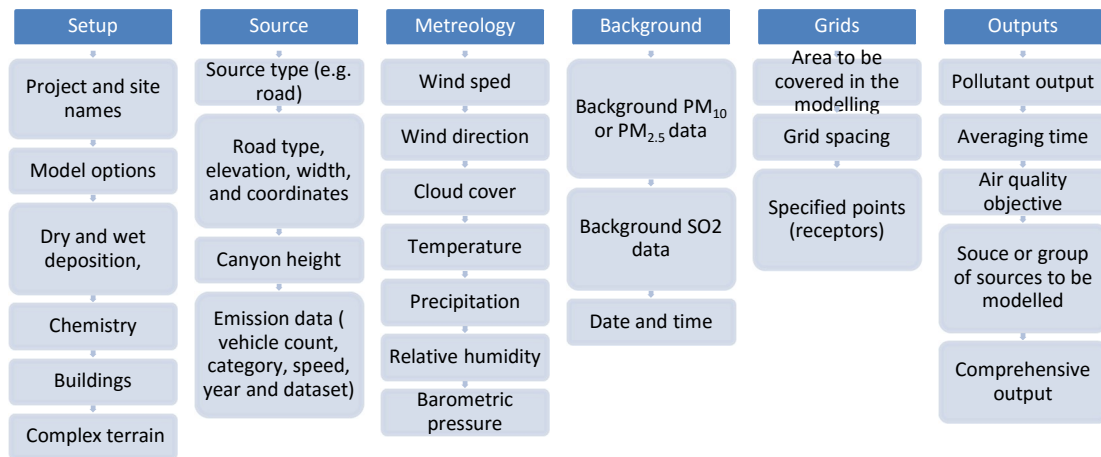 Setup
Project and site
names
Model options
Dry and wet
deposition,
Chemistry
Buildings
Complex terrain
Source
Source type (e.g.
road)
Road type,
elevation, width,
and coordinates
Canyon height
Emission data (
vehicle count,
category, speed,
year and dataset)
Metreology
Wind sped
Wind direction
Cloud cover
Temperature
Precipitation
Relative humidity
Barometric
pressure
Background
Background PM10
or PM2.5 data
Background SO2
data
Date and time
Grids
Area to be
covered in the
modelling
Grid spacing
Specified points
(receptors)
Outputs
Pollutant output
Averaging time
Air quality
objective
Souce or group
of sources to be
modelled
Comprehensive
output